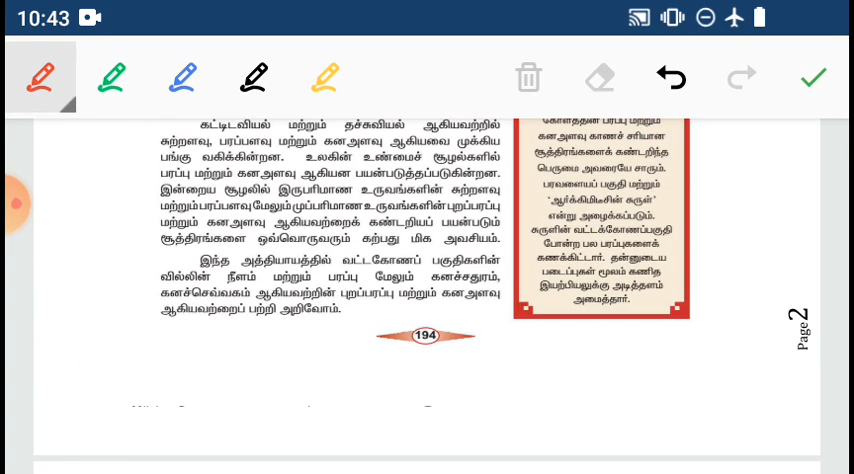 10:43
கட்டிடவியல் மற்றும் தச்சுவியல் ஆகியவற்றில்
சுற்றளவு, பரப்பளவு மற்றும் கனஅளவு ஆகியவை முக்கிய
பங்கு வகிக்கின்றன. உலகின் உண்மைச் சூழல்களில்
பரப்பு மற்றும் கனஅளவு ஆகியன பயன்படுத்தப்படுகின்றன.
இன்றைய சூழலில் இருபரிமாண உருவங்களின் சுற்றளவு
மற்றும் பரப்பளவு மேலும் முப்பரிமாண உருவங்களின் புறப்பரப்பு
மற்றும் கனஅளவு ஆகியவற்றைக் கண்டறியப் பயன்படும்
சூத்திரங்களை ஒவ்வொருவரும் கற்பது மிக அவசியம்.
இந்த அத்தியாயத்தில் வட்டகோணப் பகுதிகளின்
வில்லின் நீளம் மற்றும் பரப்பு மேலும் கனச்சதுரம்,
கனச்செவ்வகம் ஆகியவற்றின் புறப்பரப்பு மற்றும் கனஅளவு
ஆகியவற்றைப் பற்றி அறிவோம்.
கோளத்தின் பரப்பு மற்றும்
கனஅளவு காணச் சரியான
சூத்திரங்களைக் கண்டறிந்த
பெருமை அவரையே சாரும்.
பரவளையப் பகுதி மற்றும்
'ஆர்க்கிமிடீசின் சுருள்'
என்று அழைக்கப்படும்.
சுருளின் வட்டக்கோணப்பகுதி
போன்ற பல பரப்புகளைக்
கணக்கிட்டார். தன்னுடைய
படைப்புகள் மூலம் கணித
இயற்பியலுக்கு அடித்தளம்
அமைத்தார்.
194
Page 2